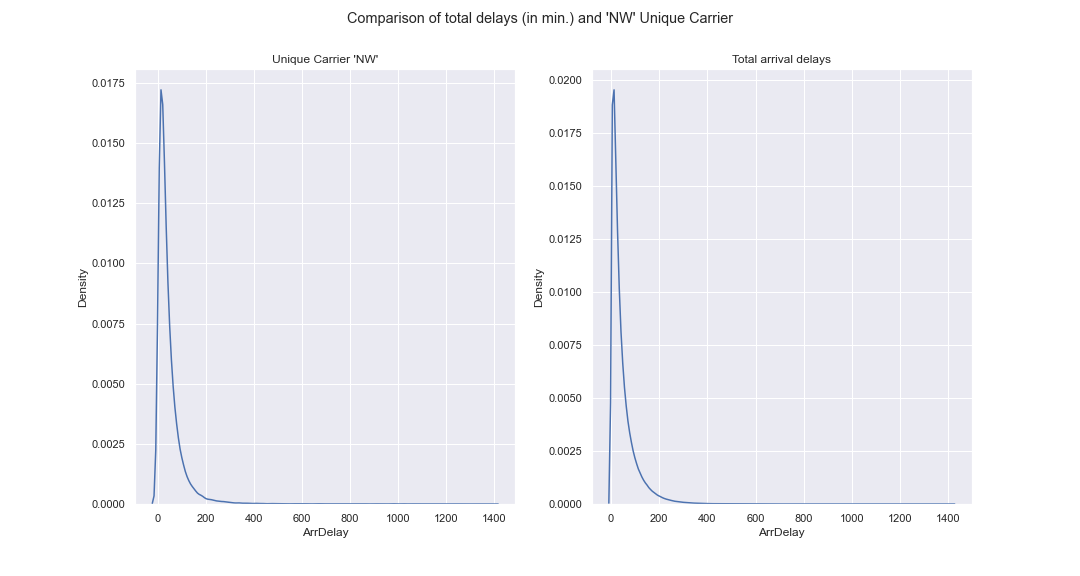 Comparison of total delays (in min.) and 'NW' Unique Carrier
Unique Carrier 'NW'
0.0175
0.0150
0.0125
0.0100
0.0075
0.0050
0.0025
0.0000
Density
0 200 400 600 800 1000 1200 1400
ArrDelay
Total arrival delays
0.0200
0.0175
0.0150
0.0125
0.0100
0.0075
0.0050
0.0025
0.0000
Density
0 200 400 600 800 1000 1200 1400
ArrDelay